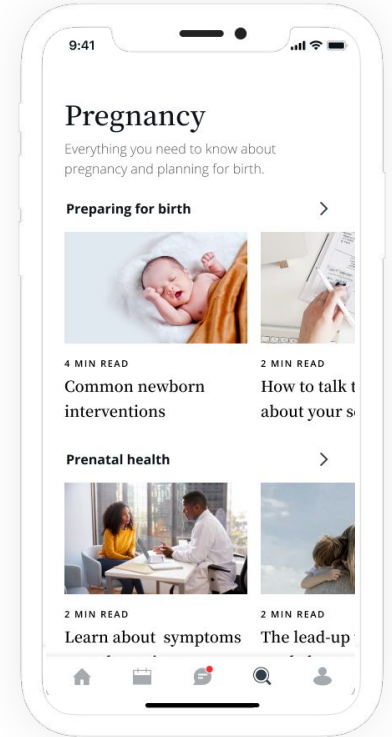 9:41
Pregnancy
Everything you need to know about
pregnancy and planning for birth.
Preparing for birth
4 MIN READ
Common newborn
interventions
2 MIN READ
How to talk
about your
Prenatal health
2 MIN READ
Learn about symptoms
2 MIN READ
The lead-up